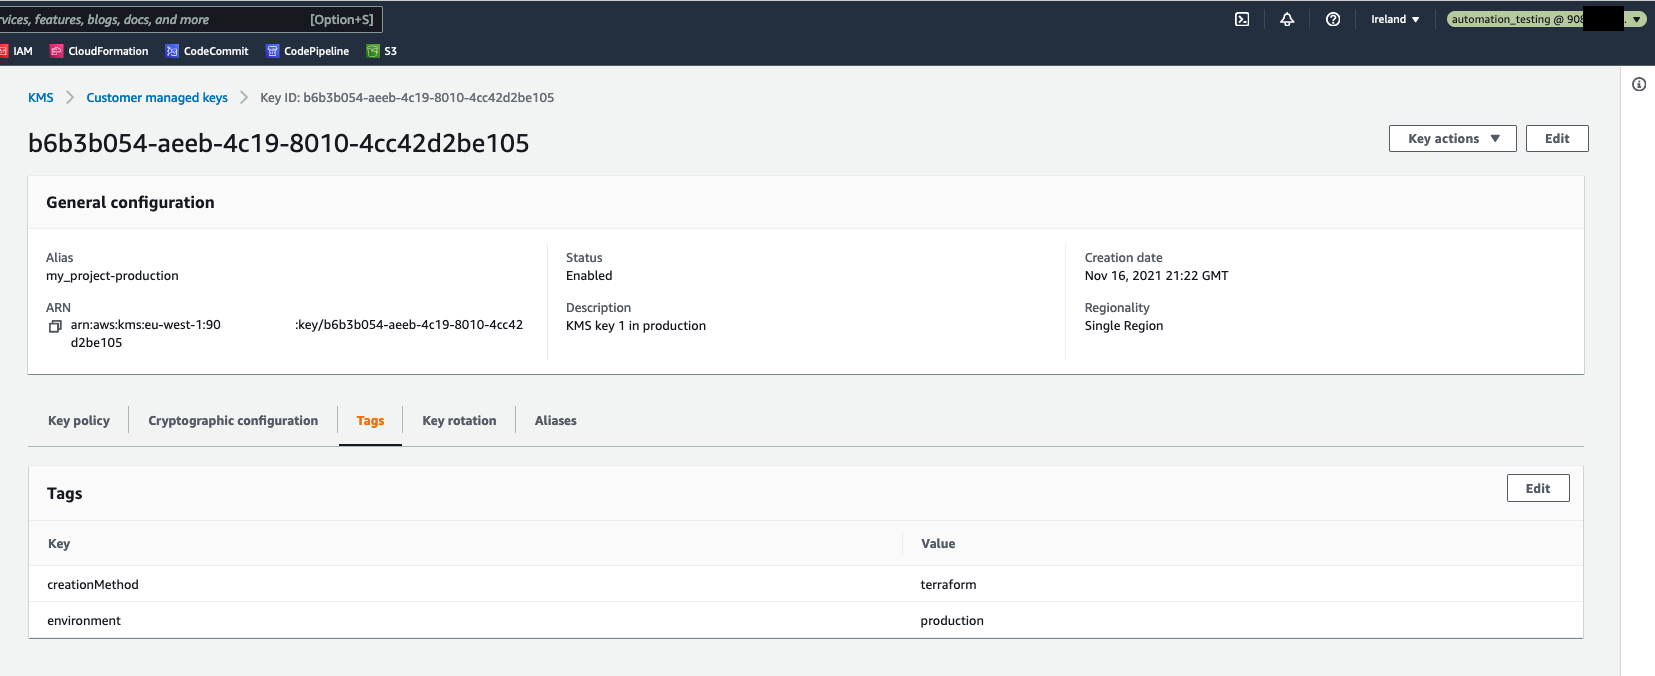 rvices, features, blogs, docs, and more [Option+S] Ireland automation_testing @ 908
IAM CloudFormation CodeCommit CodePipeline S3
KMS Customer managed keys Key ID: b6b3b054-aeeb-4c19-8010-4cc42d2be105
b6b3b054-aeeb-4c19-8010-4cc42d2be105 Key actions Edit
General configuration
Alias Status Creation date
my_project-production Enabled Nov 16, 2021 21:22 GMT
ARN Description Regionality
arn:aws:kms:eu-west-1:90 :key/b6b3b054-aeeb-4c19-8010-4cc42 KMS key 1 in production Single Region
d2be105
Key policy Cryptographic configuration Tags Key rotation Aliases
Tags Edit
Key Value
creationMethod terraform
environment production